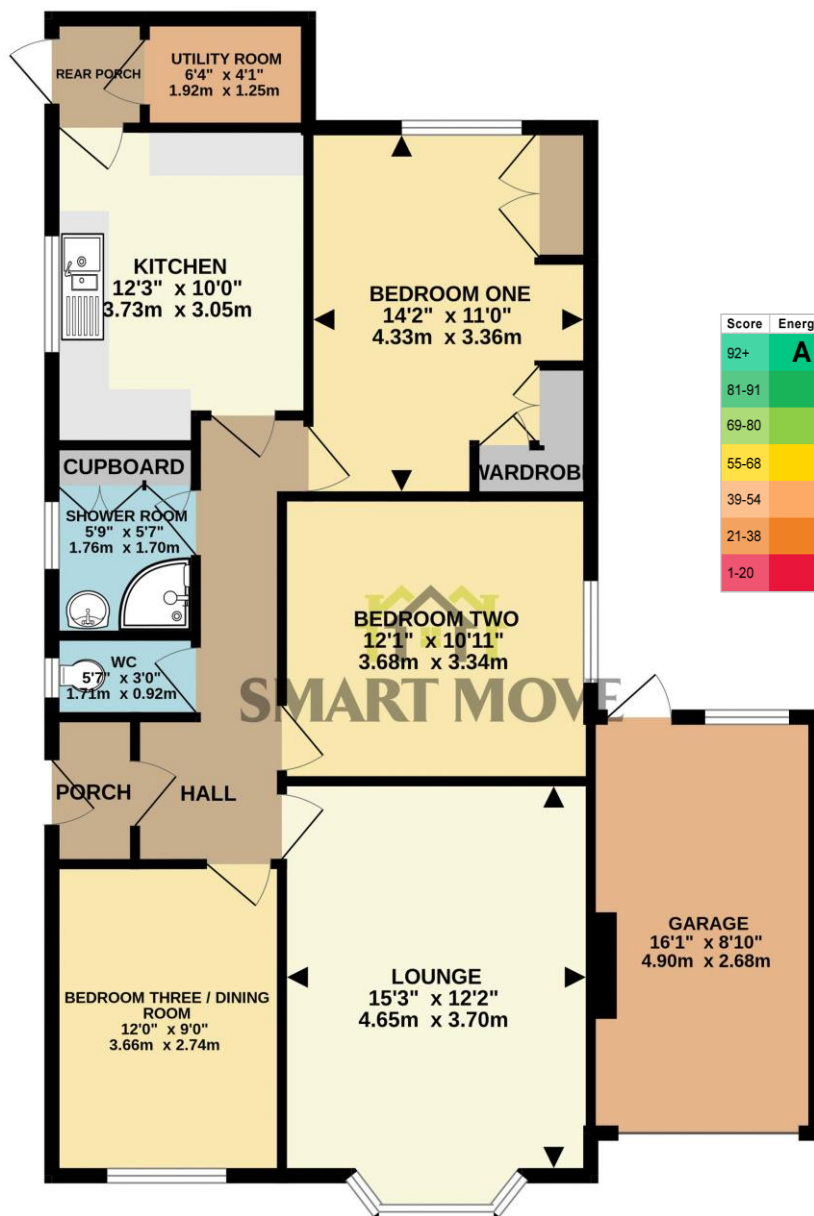 REAR PORCH
UTILITY ROOM
6'4" x 4'1"
1.92m x 1.25m
KITCHEN
12'3" x 10'0"
3.73m x 3.05m
BEDROOM ONE
14'2" x 11'0"
4.33m x 3.36m
Score Energ
92+ A
81-91
69-80
55-68
39-54
21-38
1-20
CUPBOARD
WARDROBE
SHOWER ROOM
5'9" x 5'7"
1.76m x 1.70m
BEDROOM TWO
12'1" x 10'11"
3.68m x 3.34m
WC
5'7" x 3'0"
1.71m x 0.92m
SMART MOVE
PORCH
HALL
GARAGE
16'1" x 8'10"
4.90m x 2.68m
LOUNGE
15'3" x 12'2"
4.65m x 3.70m
BEDROOM THREE / DINING
ROOM
12'0" x 9'0"
3.66m x 2.74m